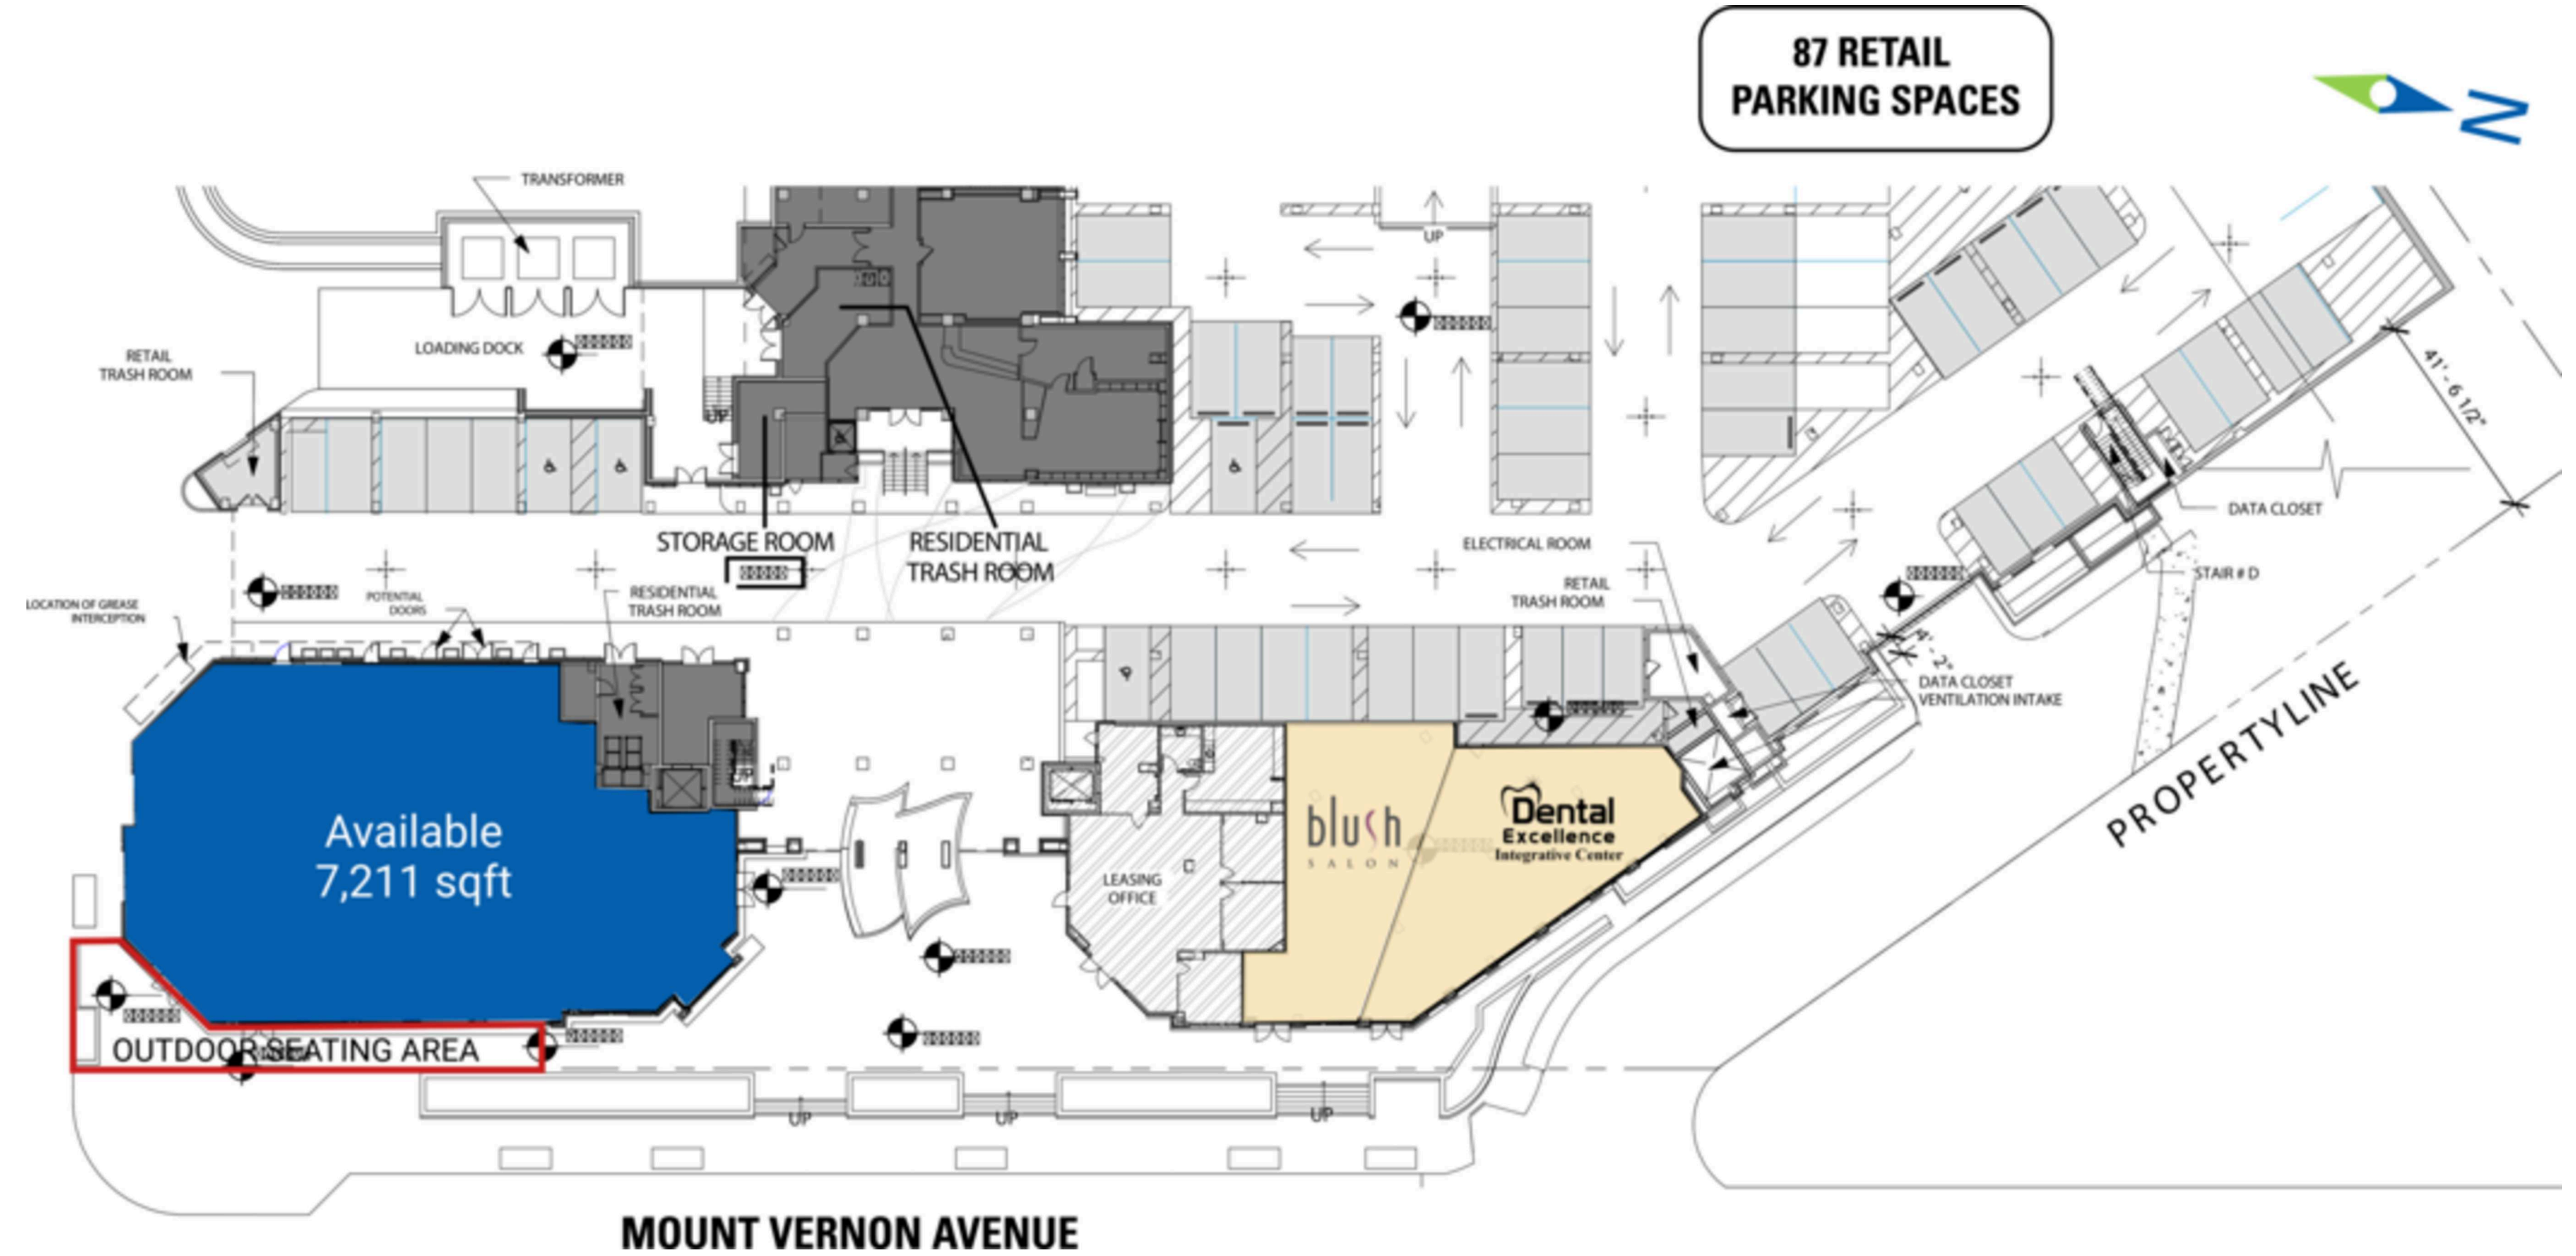 87 RETAIL
PARKING SPACES
N
TRANSFORMER
UP
LOADING DOCK
RETAIL
TRASH ROOM
UP
41' - 6 1/2"
DATA CLOSET
STORAGE ROOM
RESIDENTIAL
TRASH ROOM
ELECTRICAL ROOM
RETAIL
TRASH ROOM
STAIR # D
LOCATION OF GREASE
INTERCEPTION
POTENTIAL
DOORS
RESIDENTIAL
TRASH ROOM
4' - 2"
DATA CLOSET
VENTILATION INTAKE
PROPERTYLINE
UP
Available
7,211 sqft
blush
SALON
Dental
Excellence
Integrative Center
LEASING
OFFICE
OUTDOOR SEATING AREA
UP
UP
UP
MOUNT VERNON AVENUE